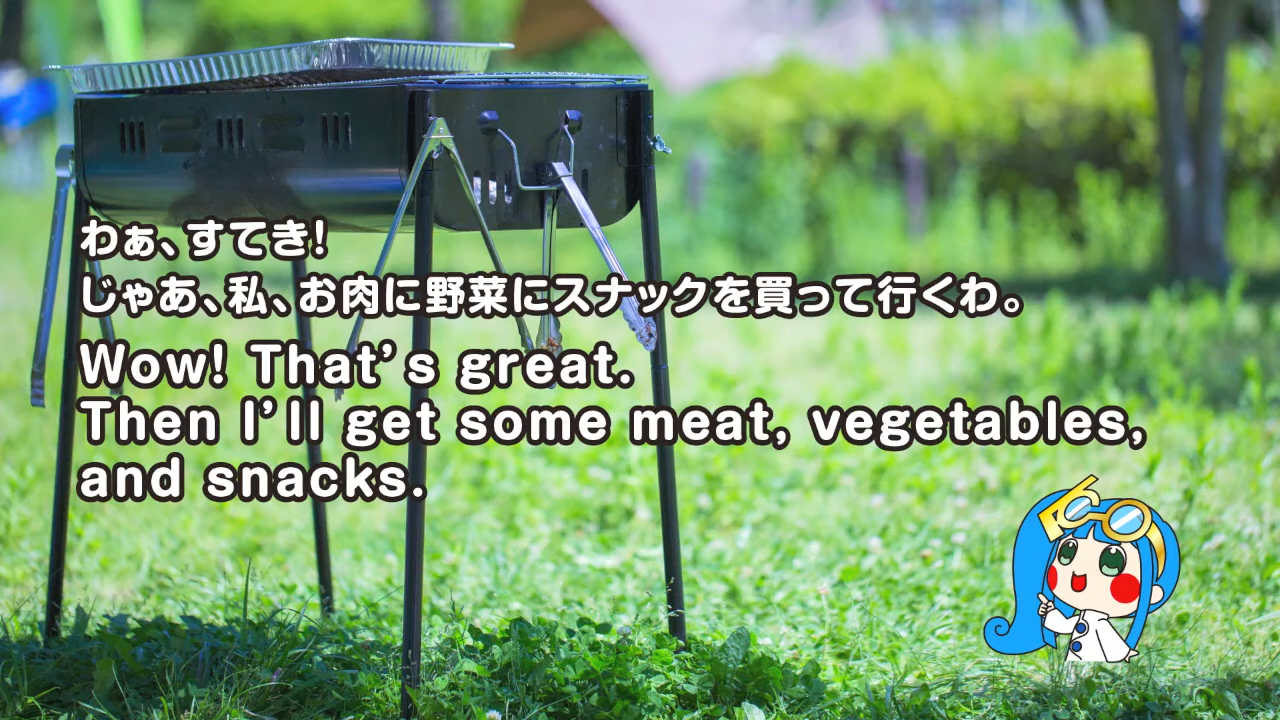 わぁ、すてき!
じゃあ、私、お肉に野菜にスナックを買って行くわ。
Wow! That’s great.
Then I’ll get some meat, vegetables,
and snacks.